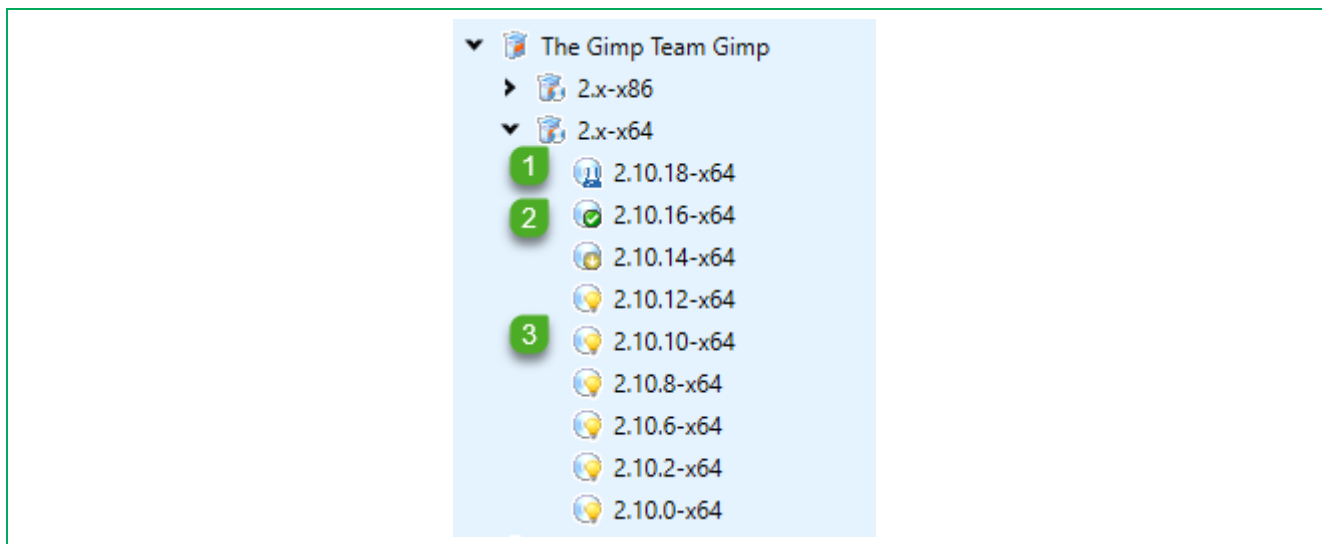 The Gimp Team Gimp
2.x-x86
2.x-x64
1 2.10.18-x64
2 2.10.16-x64
2.10.14-x64
2.10.12-x64
3 2.10.10-x64
2.10.8-x64
2.10.6-x64
2.10.2-x64
2.10.0-x64